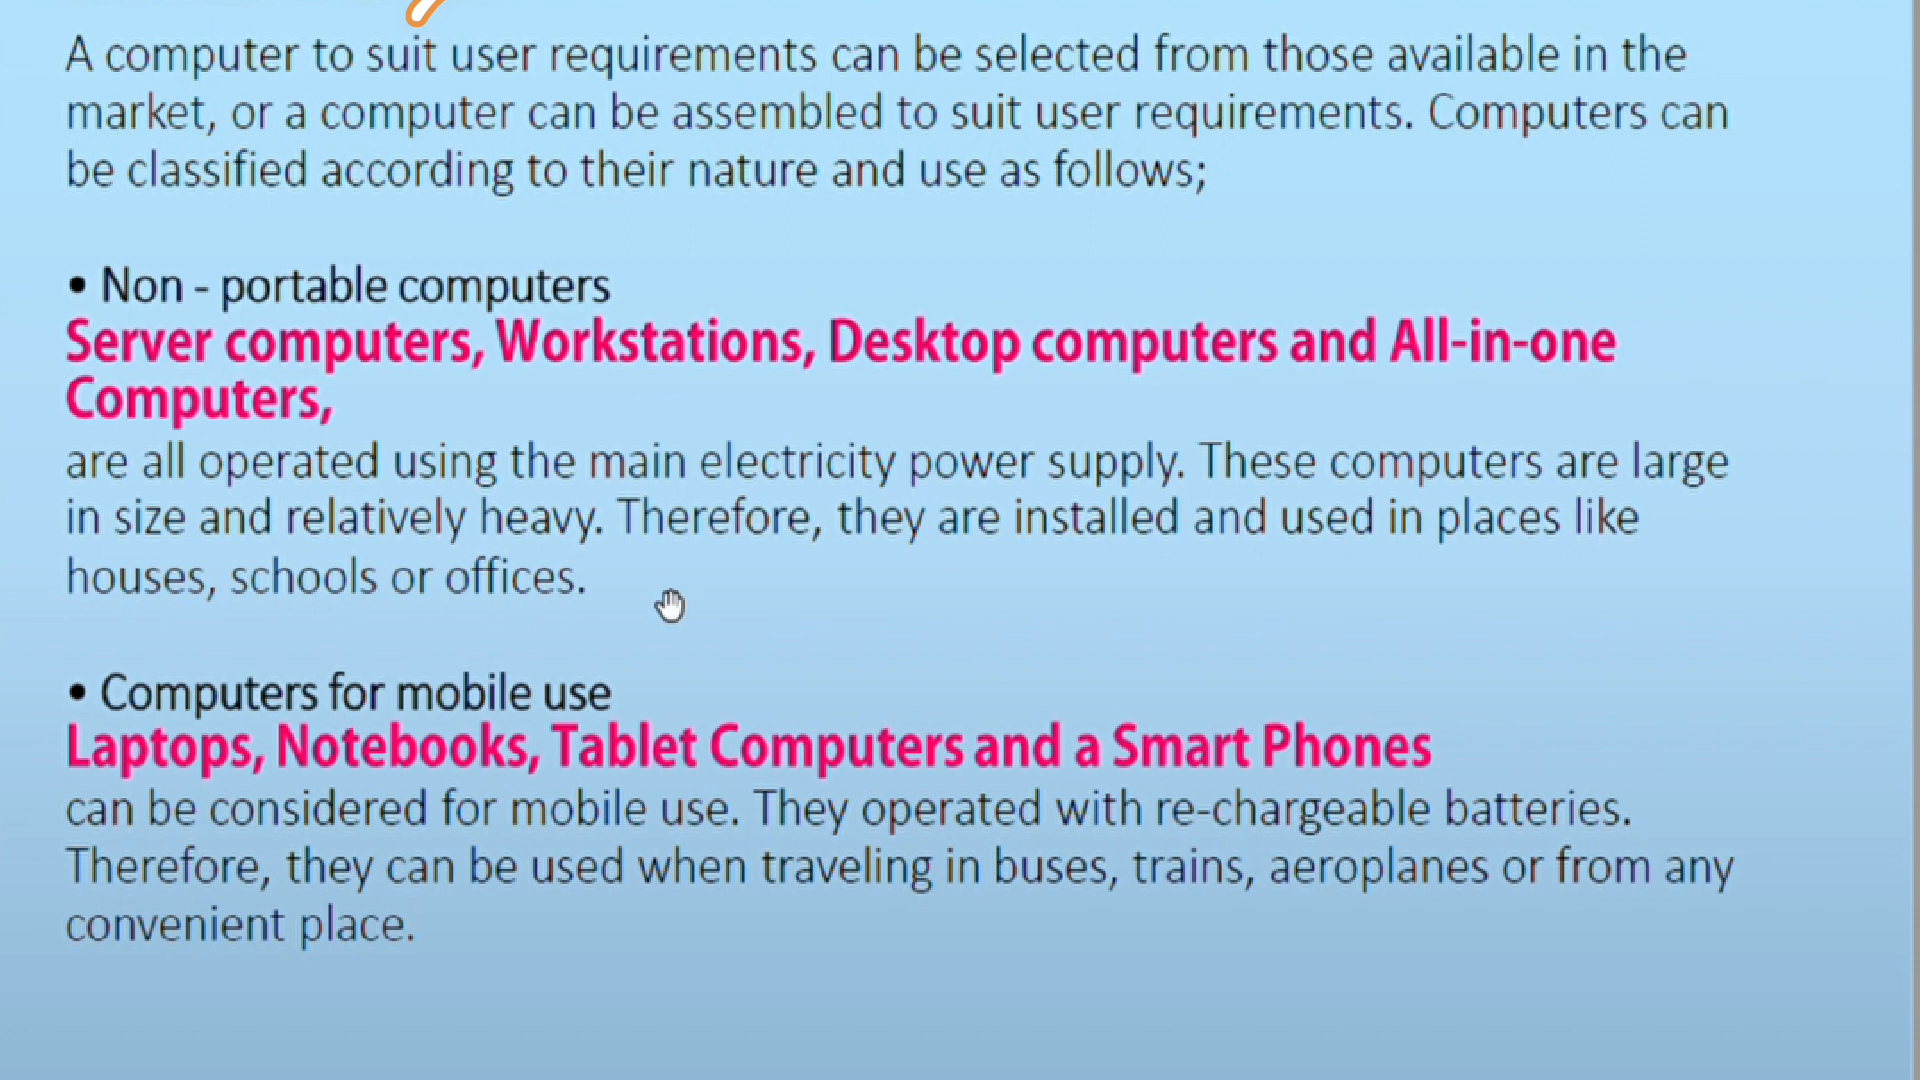 A computer to suit user requirements can be selected from those available in the
market, or a computer can be assembled to suit user requirements. Computers can
be classified according to their nature and use as follows;
• Non - portable computers
Server computers, Workstations, Desktop computers and All-in-one
Computers,
are all operated using the main electricity power supply. These computers are large
in size and relatively heavy. Therefore, they are installed and used in places like
houses, schools or offices.
• Computers for mobile use
Laptops, Notebooks, Tablet Computers and a Smart Phones
can be considered for mobile use. They operated with re-chargeable batteries.
Therefore, they can be used when traveling in buses, trains, aeroplanes or from any
convenient place.